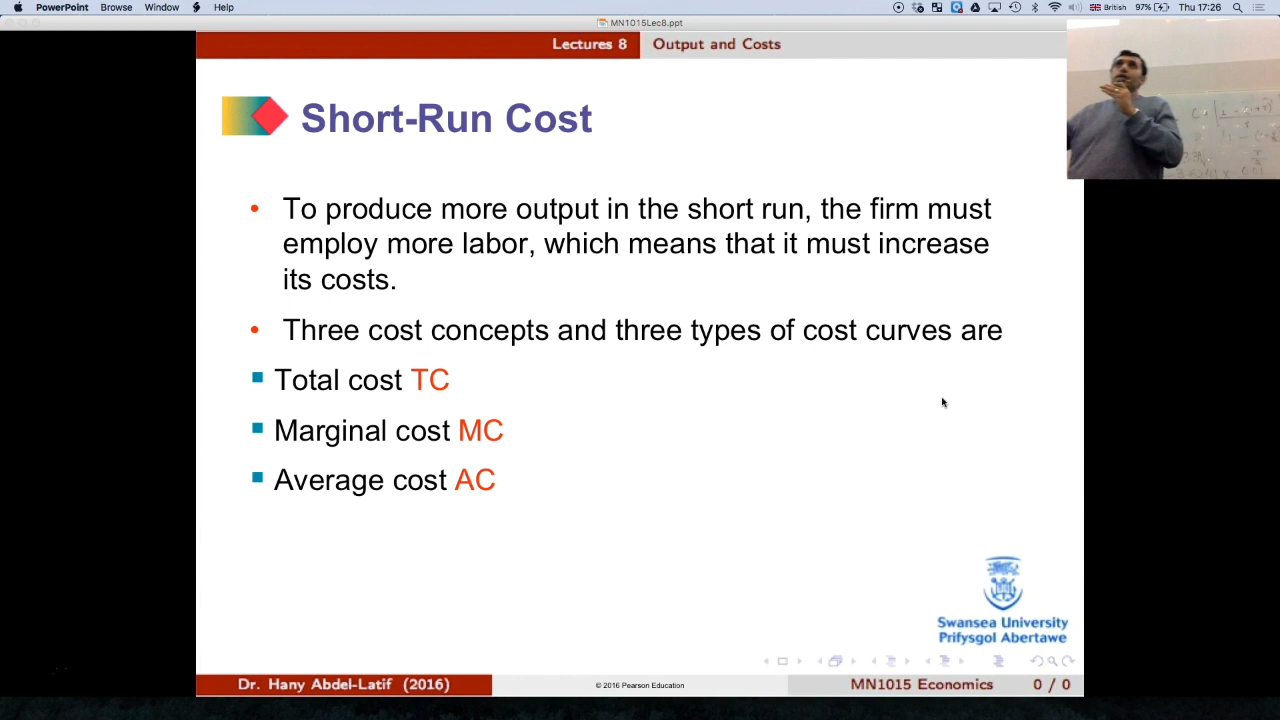 PowerPoint Browse Window Help British 97% Thu 17:26
MN1015Lec8.ppt
Lectures 8 Output and Costs
Short-Run Cost
• To produce more output in the short run, the firm must
employ more labor, which means that it must increase
its costs.
• Three cost concepts and three types of cost curves are
Total cost TC
Marginal cost MC
Average cost AC
Swansea University
Prifysgol Abertawe
Dr. Hany Abdel-Latif (2016) © 2016 Pearson Education MN1015 Economics 0 / 0